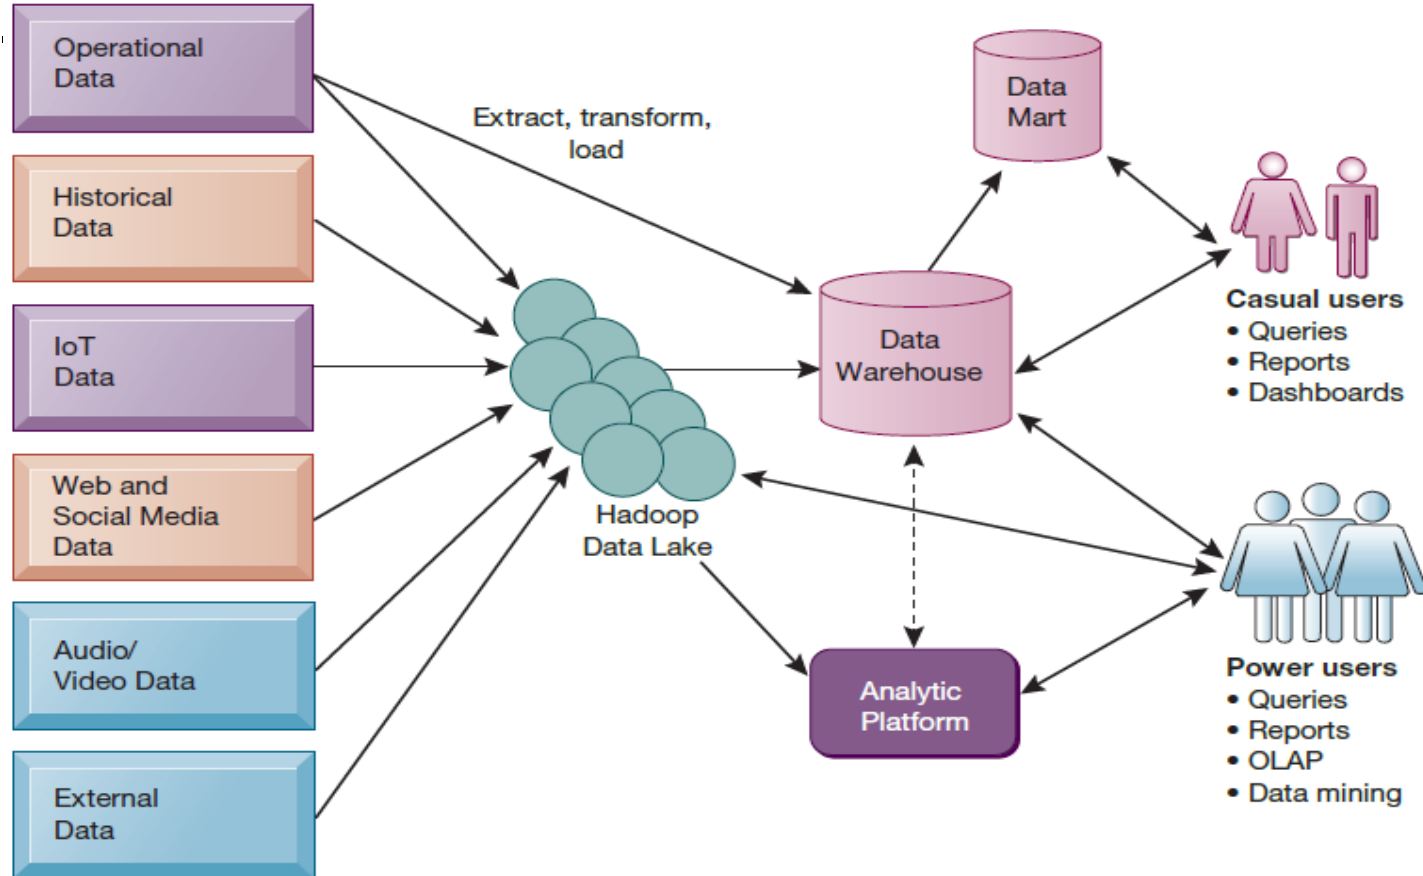 Operational
Data
Historical
Data
IoT
Data
Web and
Social Media
Data
Audio/
Video Data
External
Data
Extract, transform,
load
Hadoop
Data Lake
Data
Warehouse
Data
Mart
Analytic
Platform
Casual users
• Queries
• Reports
• Dashboards
Power users
• Queries
• Reports
• OLAP
• Data mining